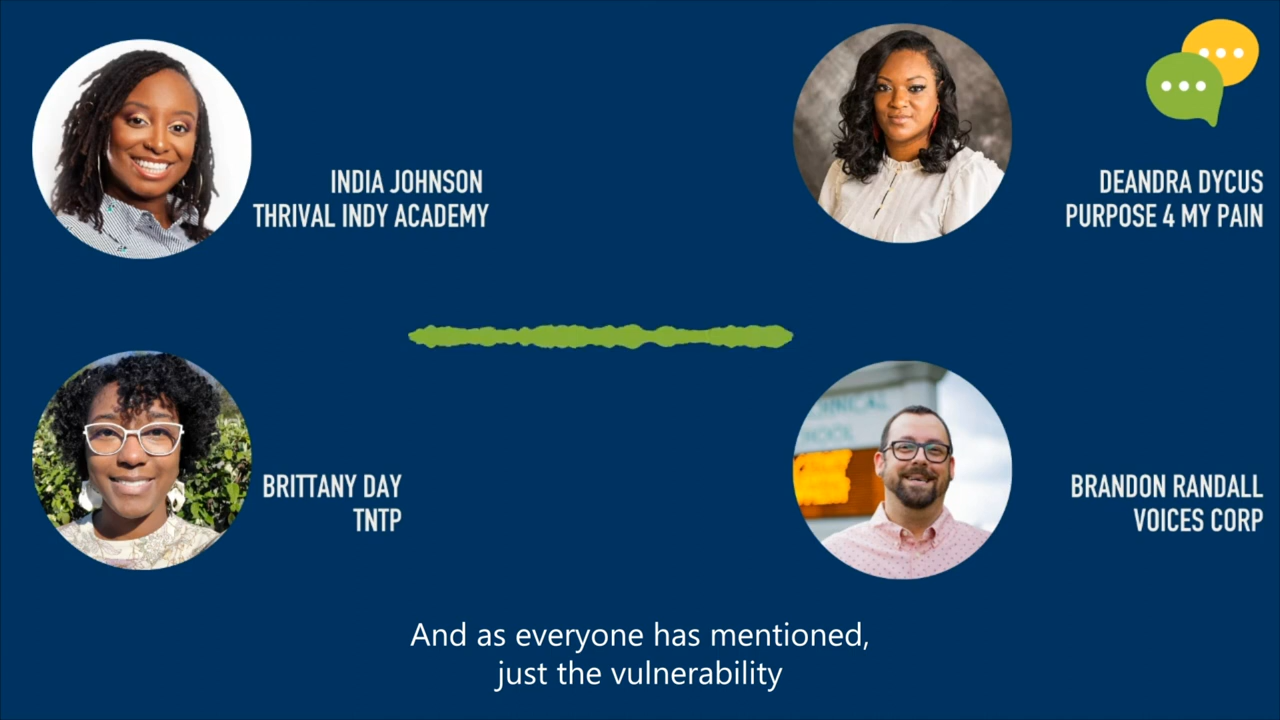 INDIA JOHNSON
THRIVAL INDY ACADEMY
DEANDRA DYCUS
PURPOSE 4 MY PAIN
BRITTANY DAY
TNTP
BRANDON RANDALL
VOICES CORP
And as everyone has mentioned,
just the vulnerability